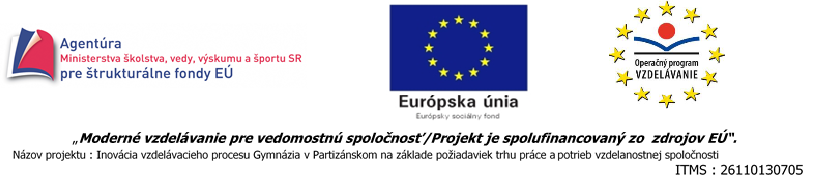 Agentúra
Ministerstva školstva, vedy, výskumu a športu SR
pre štrukturálne fondy EÚ
Európska únia
Európsky sociálny fond
Operačný program
VZDELÁVANIE
„Moderné vzdelávanie pre vedomostnú spoločnosť/Projekt je spolufinancovaný zo zdrojov EÚ".
Názov projektu : Inovácia vzdelávacieho procesu Gymnázia v Partizánskom na základe požiadaviek trhu práce a potrieb vzdelanostnej spoločnosti
ITMS : 26110130705